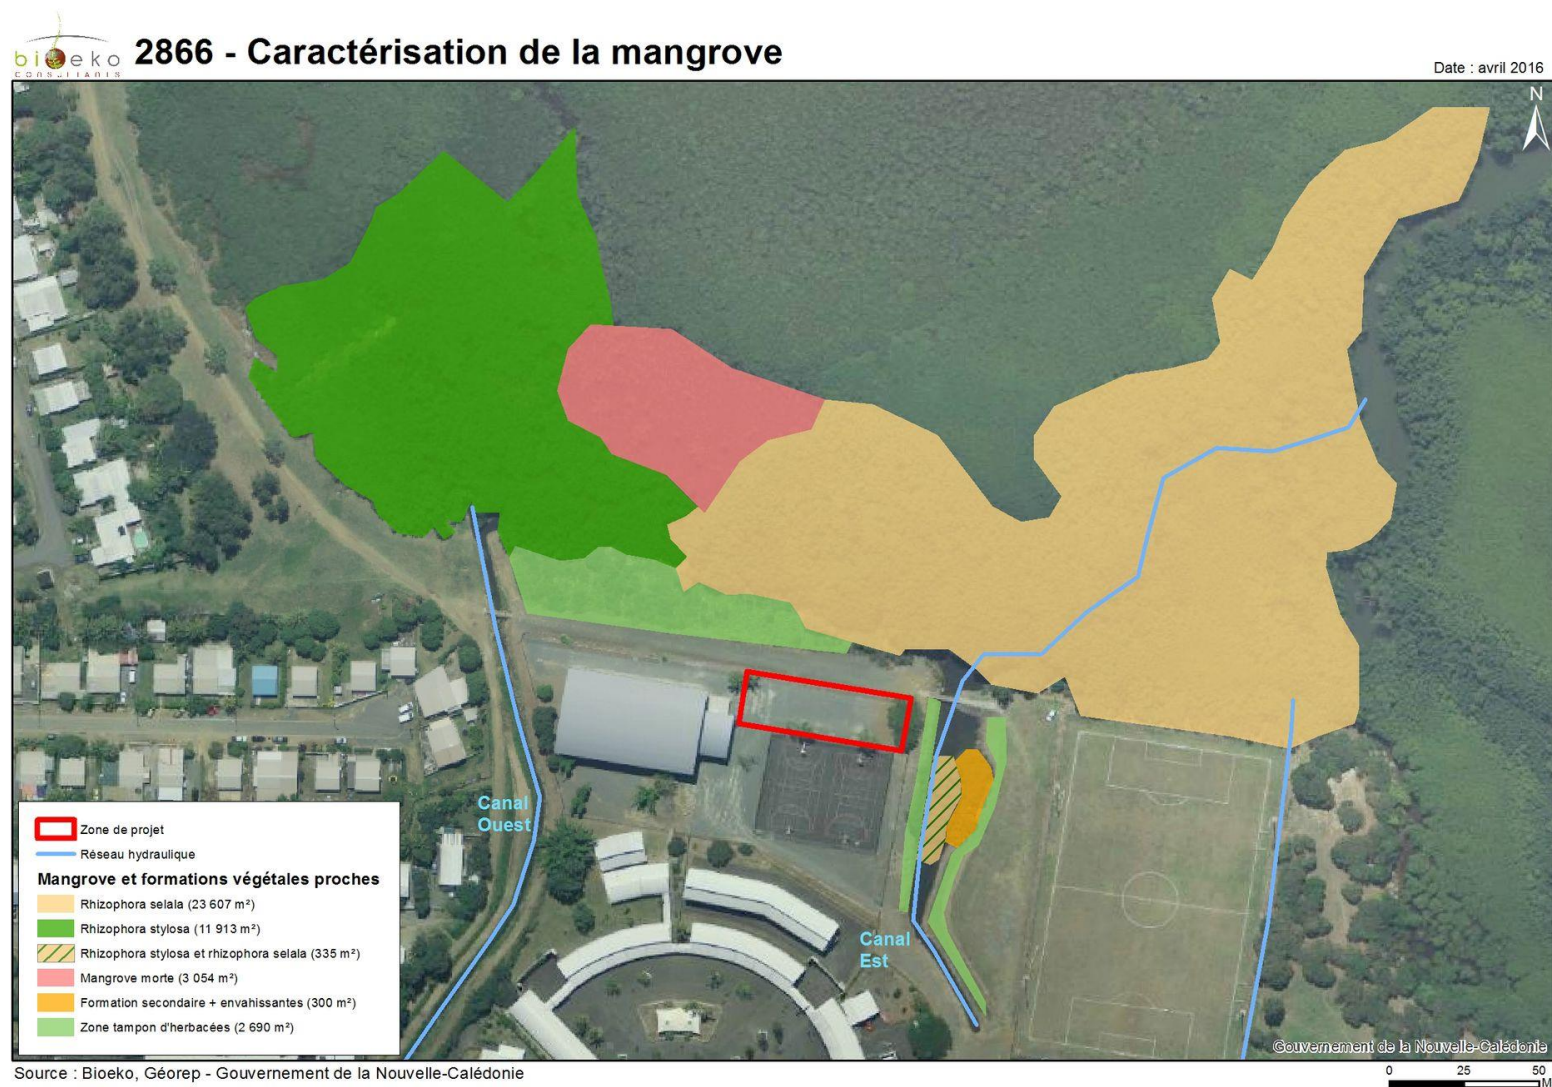 bioeko
CONSULTANTS
2866 - Caractérisation de la mangrove
Date : avril 2016
N
Canal
Ouest
Canal
Est
Zone de projet
Réseau hydraulique
Mangrove et formations végétales proches
Rhizophora selala (23 607 m²)
Rhizophora stylosa (11 913 m²)
Rhizophora stylosa et rhizophora selala (335 m²)
Mangrove morte (3 054 m²)
Formation secondaire + envahissantes (300 m²)
Zone tampon d'herbacées (2 690 m²)
Gouvernement de la Nouvelle-Calédonie
Source : Bioeko, Géorep - Gouvernement de la Nouvelle-Calédonie
0 25 50
M